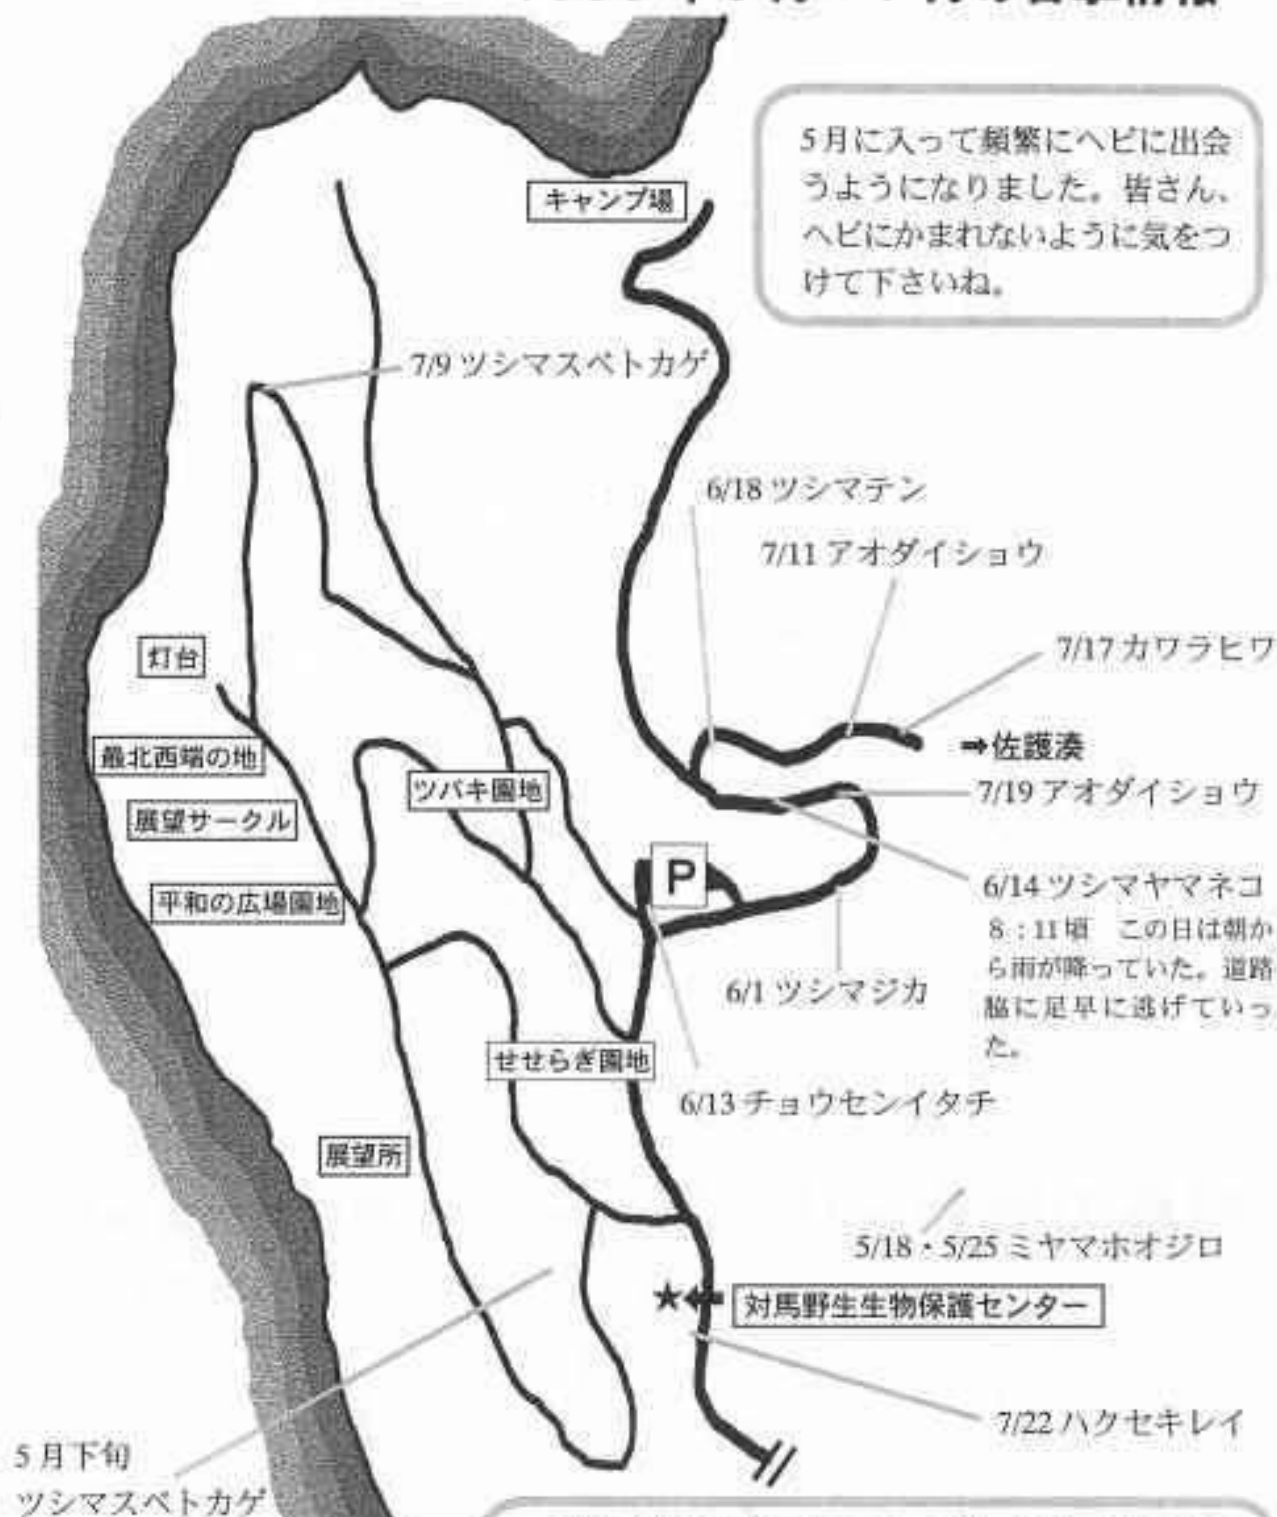 5月に入って頻繁にヘビに出会
うようになりました。皆さん、
ヘビにかまれないように気をつ
けて下さいね。
キャンプ場
7/9 ツシマスベトカゲ
6/18 ツシマテン
7/11 アオダイショウ
7/17 カワラヒワ
灯台
➡佐護湊
最北西端の地
ツバキ園地
7/19 アオダイショウ
展望サークル
P
6/14 ツシマヤマネコ
平和の広場園地
8：11頃　この日は朝か
ら雨が降っていた。道路
脇に足早に逃げていっ
た。
6/1 ツシマジカ
せせらぎ園地
6/13 チョウセンイタチ
展望所
5/18・5/25 ミヤマホオジロ
★ 対馬野生生物保護センター
7/22 ハクセキレイ
5月下旬
ツシマスベトカゲ